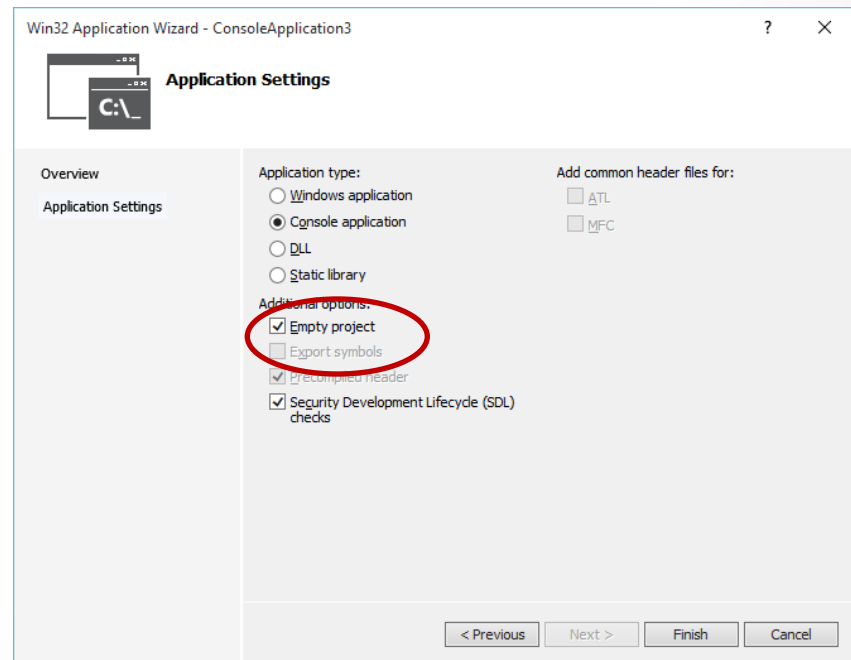 Win32 Application Wizard - ConsoleApplication3
?
C:\_
Application Settings
Overview
Application Settings
Application type:
Windows application
Console application
DLL
Static library
Additional options:
Empty project
Export symbols
Precompiled header
Security Development Lifecycle (SDL)
checks
Add common header files for:
ATL
MFC
< Previous
Next >
Finish
Cancel